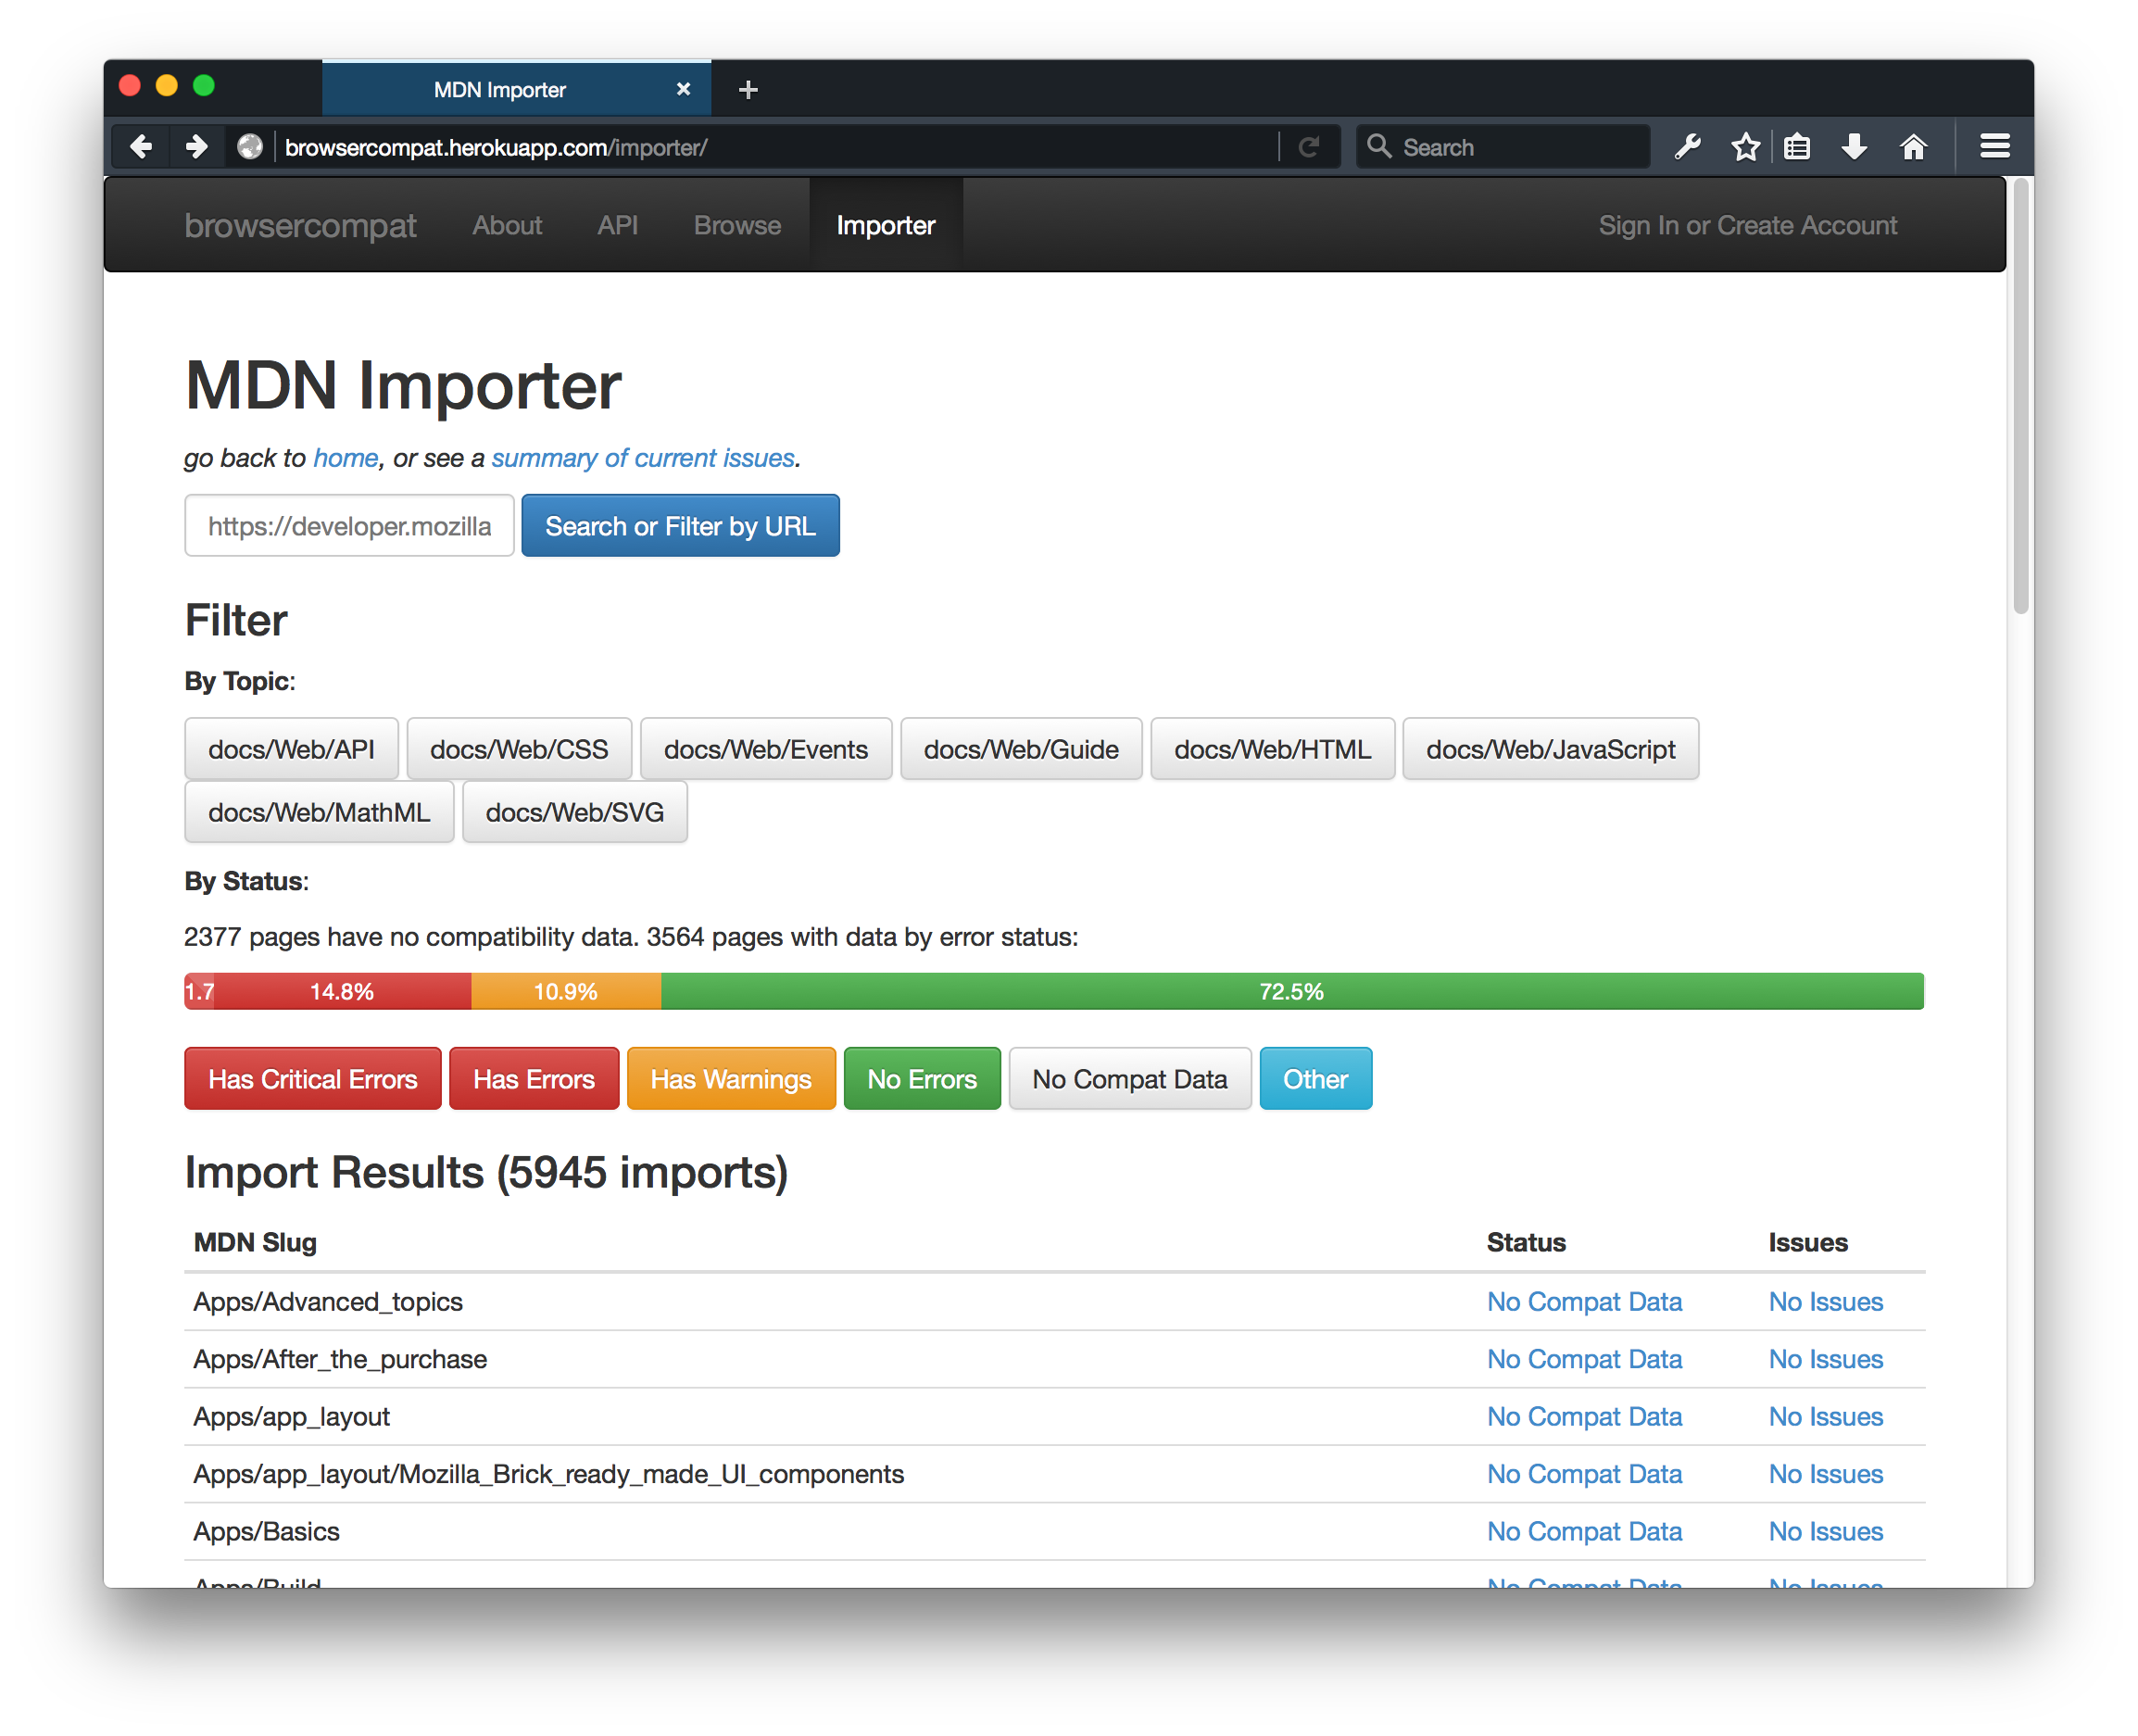 MDN Importer
browsercompat.herokuapp.com/importer/ Search
browsercompat About API Browse Importer Sign In or Create Account
MDN Importer
go back to home, or see a summary of current issues.
https://developer.mozilla Search or Filter by URL
Filter
By Topic:
docs/Web/API docs/Web/CSS docs/Web/Events docs/Web/Guide docs/Web/HTML docs/Web/JavaScript
docs/Web/MathML docs/Web/SVG
By Status:
2377 pages have no compatibility data. 3564 pages with data by error status:
1.7 14.8% 10.9% 72.5%
Has Critical Errors Has Errors Has Warnings No Errors No Compat Data Other
Import Results (5945 imports)
MDN Slug Status Issues
Apps/Advanced_topics No Compat Data No Issues
Apps/After_the_purchase No Compat Data No Issues
Apps/app_layout No Compat Data No Issues
Apps/app_layout/Mozilla_Brick_ready_made_UI_components No Compat Data No Issues
Apps/Basics No Compat Data No Issues
Apps/Build No Compat Data No Issues